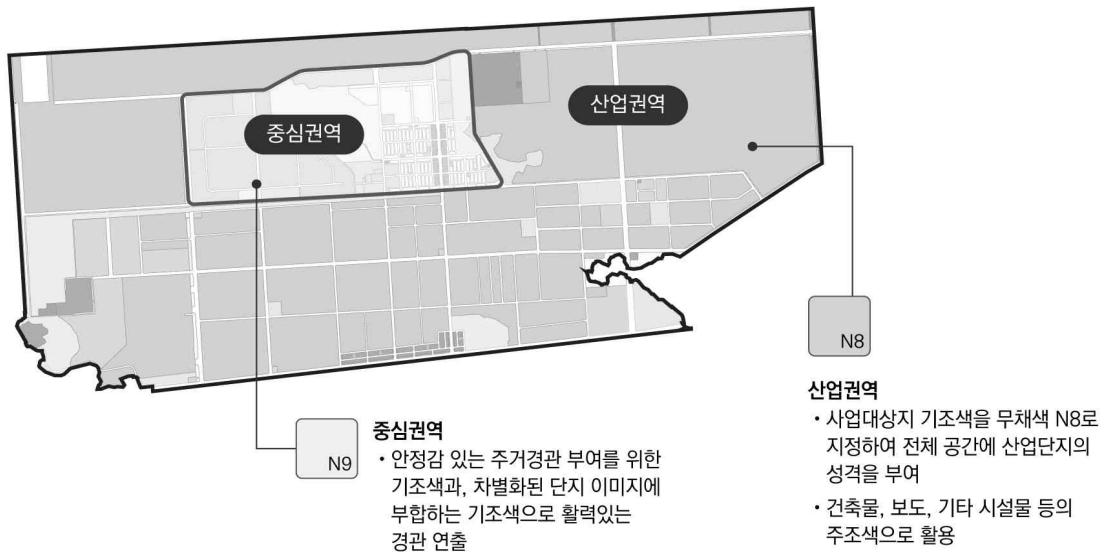 중심권역
산업권역
N8
산업권역
• 사업대상지 기조색을 무채색 N8로
지정하여 전체 공간에 산업단지의
성격을 부여
• 건축물, 보도, 기타 시설물 등의
주조색으로 활용
N9
중심권역
• 안정감 있는 주거경관 부여를 위한
기조색과, 차별화된 단지 이미지에
부합하는 기조색으로 활력있는
경관 연출